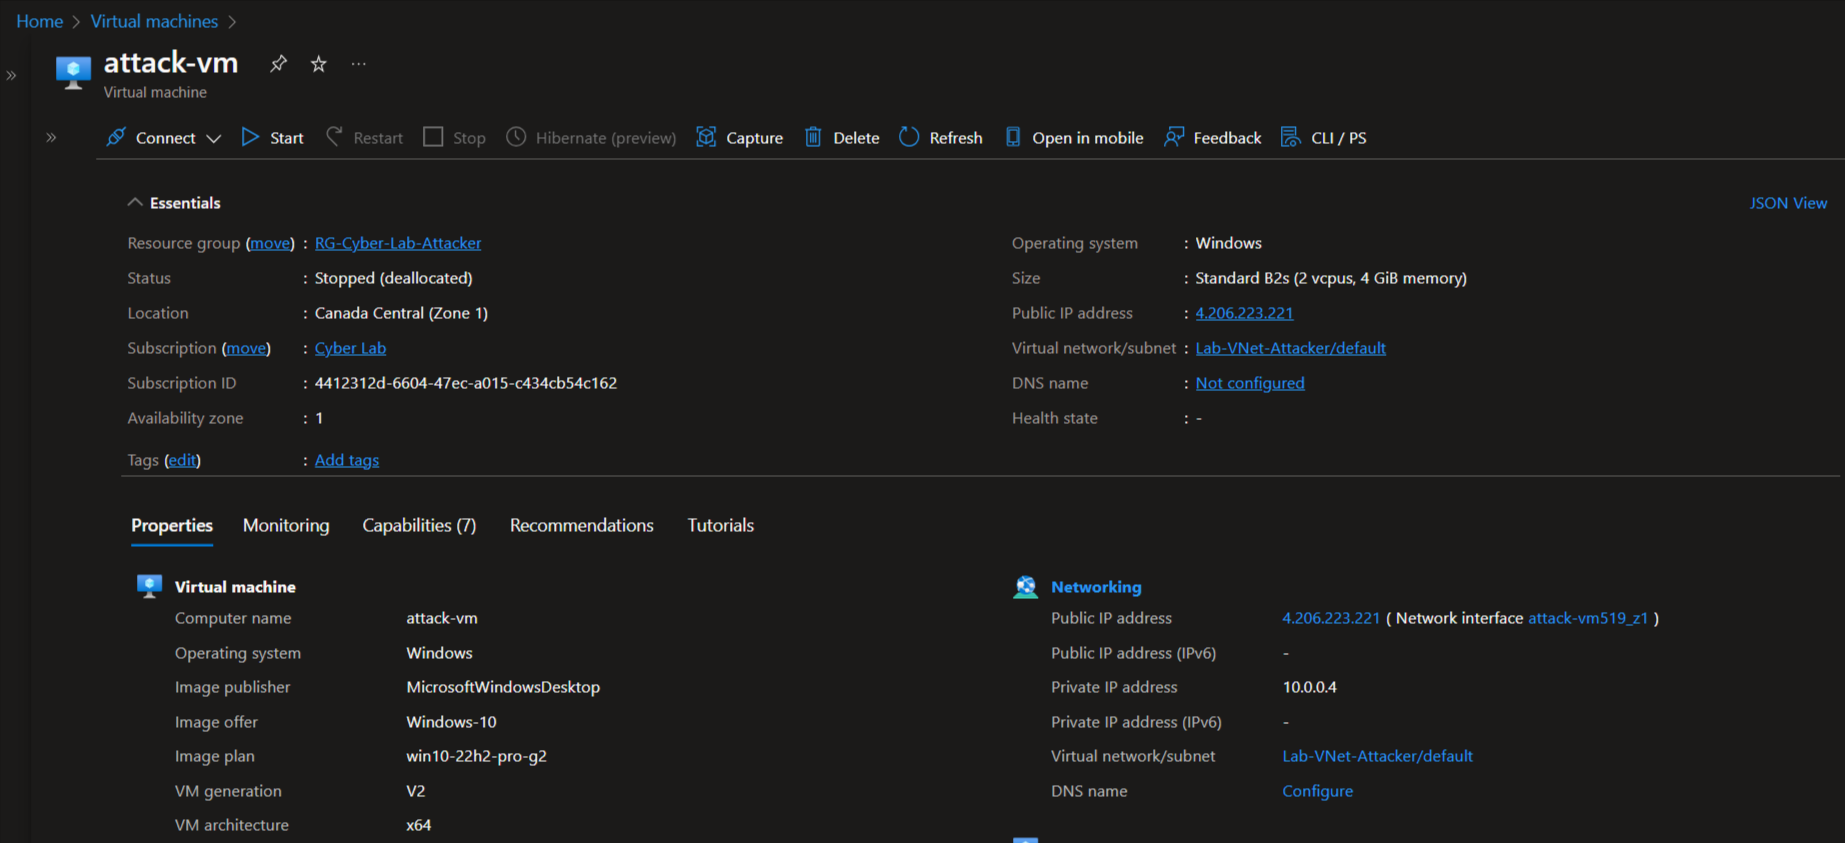 Home > Virtual machines >
attack-vm
Virtual machine
Connect Start Restart Stop Hibernate (preview) Capture Delete Refresh Open in mobile Feedback CLI / PS
Essentials JSON View
Resource group (move) : RG-Cyber-Lab-Attacker
Status : Stopped (deallocated)
Location : Canada Central (Zone 1)
Subscription (move) : Cyber Lab
Subscription ID : 4412312d-6604-47ec-a015-c434cb54c162
Availability zone : 1
Tags (edit) : Add tags
Operating system : Windows
Size : Standard B2s (2 vcpus, 4 GiB memory)
Public IP address : 4.206.223.221
Virtual network/subnet : Lab-VNet-Attacker/default
DNS name : Not configured
Health state : -
Properties Monitoring Capabilities (7) Recommendations Tutorials
Virtual machine
Computer name attack-vm
Operating system Windows
Image publisher MicrosoftWindowsDesktop
Image offer Windows-10
Image plan win10-22h2-pro-g2
VM generation V2
VM architecture x64
Networking
Public IP address 4.206.223.221 ( Network interface attack-vm519_z1 )
Public IP address (IPv6) -
Private IP address 10.0.0.4
Private IP address (IPv6) -
Virtual network/subnet Lab-VNet-Attacker/default
DNS name Configure